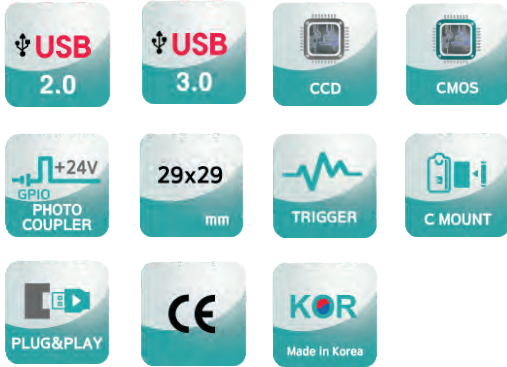 USB
2.0
USB
3.0
CCD
CMOS
+24V
GPIO
PHOTO
COUPLER
29x29
mm
TRIGGER
C MOUNT
PLUG&PLAY
CE
KOR
Made in Korea